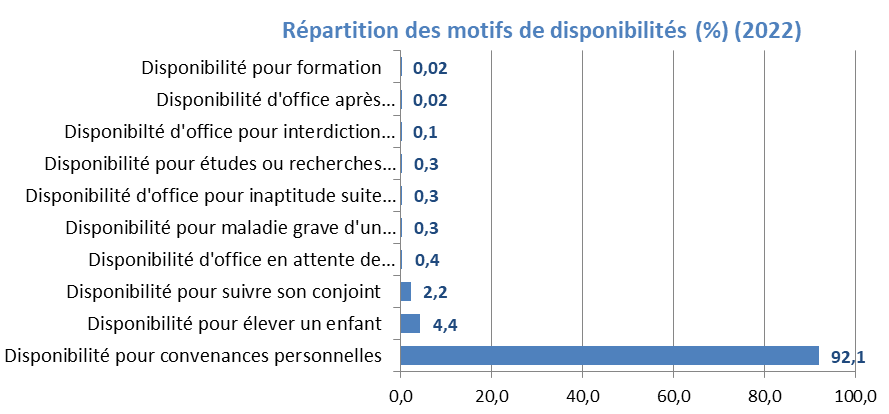 Répartition des motifs de disponibilités (%) (2022)
Disponibilité pour formation 0,02
Disponibilité d'office après... 0,02
Disponibilté d'office pour interdiction... 0,1
Disponibilité pour études ou recherches... 0,3
Disponibilité d'office pour inaptitude suite... 0,3
Disponibilité pour maladie grave d'un... 0,3
Disponibilité d'office en attente de... 0,4
Disponibilité pour suivre son conjoint 2,2
Disponibilité pour élever un enfant 4,4
Disponibilité pour convenances personnelles 92,1
0,0 20,0 40,0 60,0 80,0 100,0